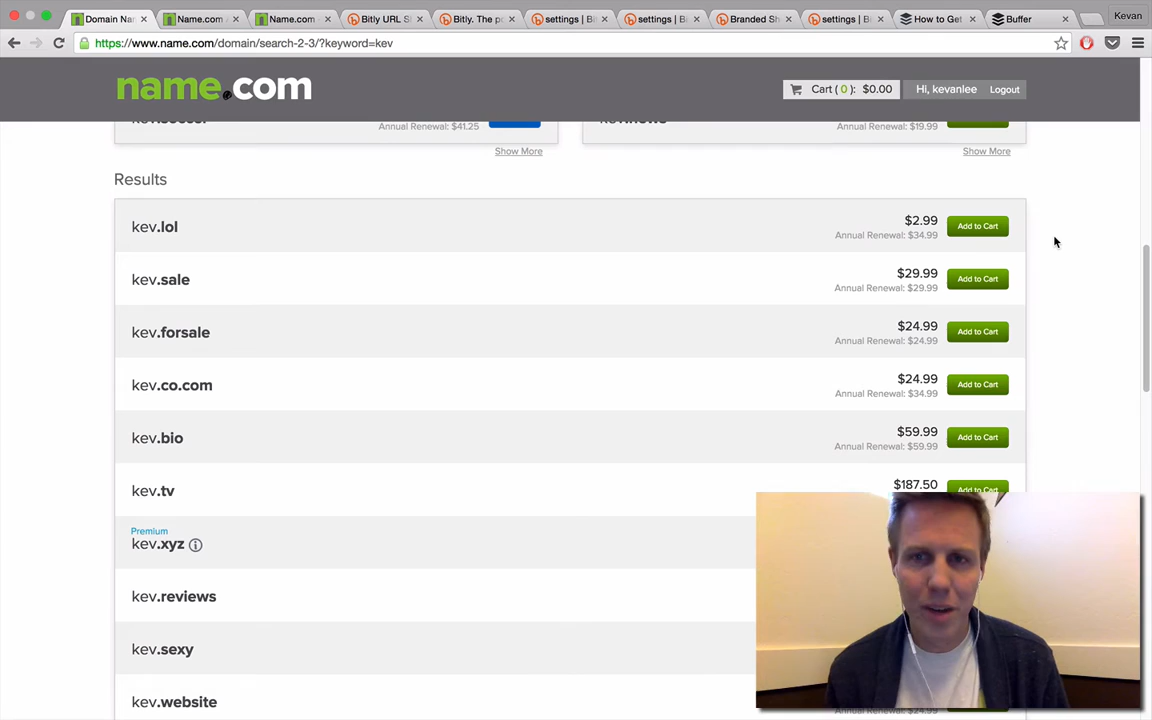 Domain Na
Name.com
Name.com
Bitly URL S
Bitly. The p
settings | Bi
settings | Ba
Branded Sh
settings | B
How to Get
Buffer
Kevan
https://www.name.com/domain/search-2-3/?keyword=kev
name.com
Cart ( 0 ): $0.00
Hi, kevanlee
Logout
Annual Renewal: $41.25
Annual Renewal: $19.99
Show More
Show More
Results
kev.lol
$2.99
Annual Renewal: $34.99
Add to Cart
kev.sale
$29.99
Annual Renewal: $29.99
Add to Cart
kev.forsale
$24.99
Annual Renewal: $24.99
Add to Cart
kev.co.com
$24.99
Annual Renewal: $34.99
Add to Cart
kev.bio
$59.99
Annual Renewal: $59.99
Add to Cart
kev.tv
$187.50
Add to Cart
Premium
kev.xyz
kev.reviews
kev.sexy
kev.website